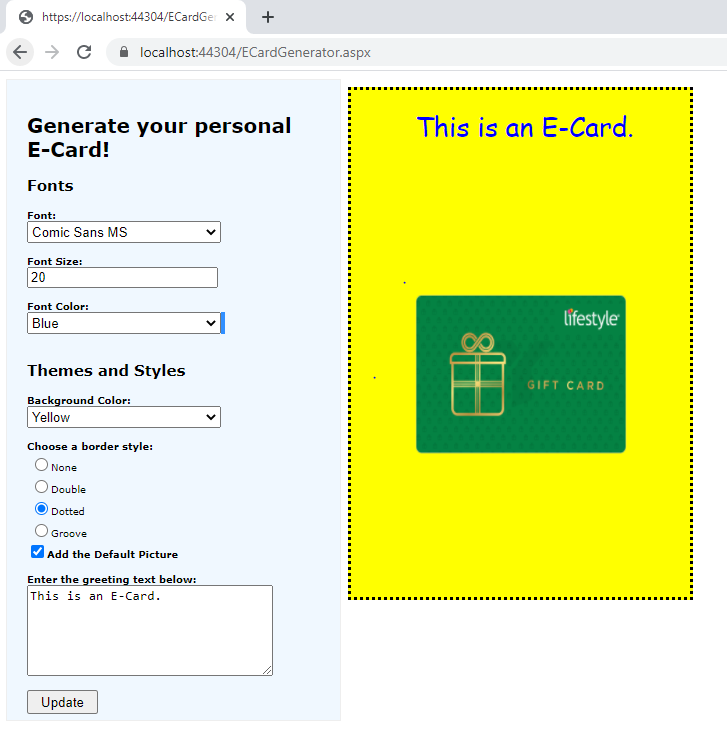 https://localhost:44304/ECardGe
localhost:44304/ECardGenerator.aspx
Generate your personal
E-Card!
Fonts
Font:
Comic Sans MS
Font Size:
20
Font Color:
Blue
Themes and Styles
Background Color:
Yellow
Choose a border style:
None
Double
Dotted
Groove
Add the Default Picture
Enter the greeting text below:
This is an E-Card.
Update
This is an E-Card.
lifestyle
GIFT CARD